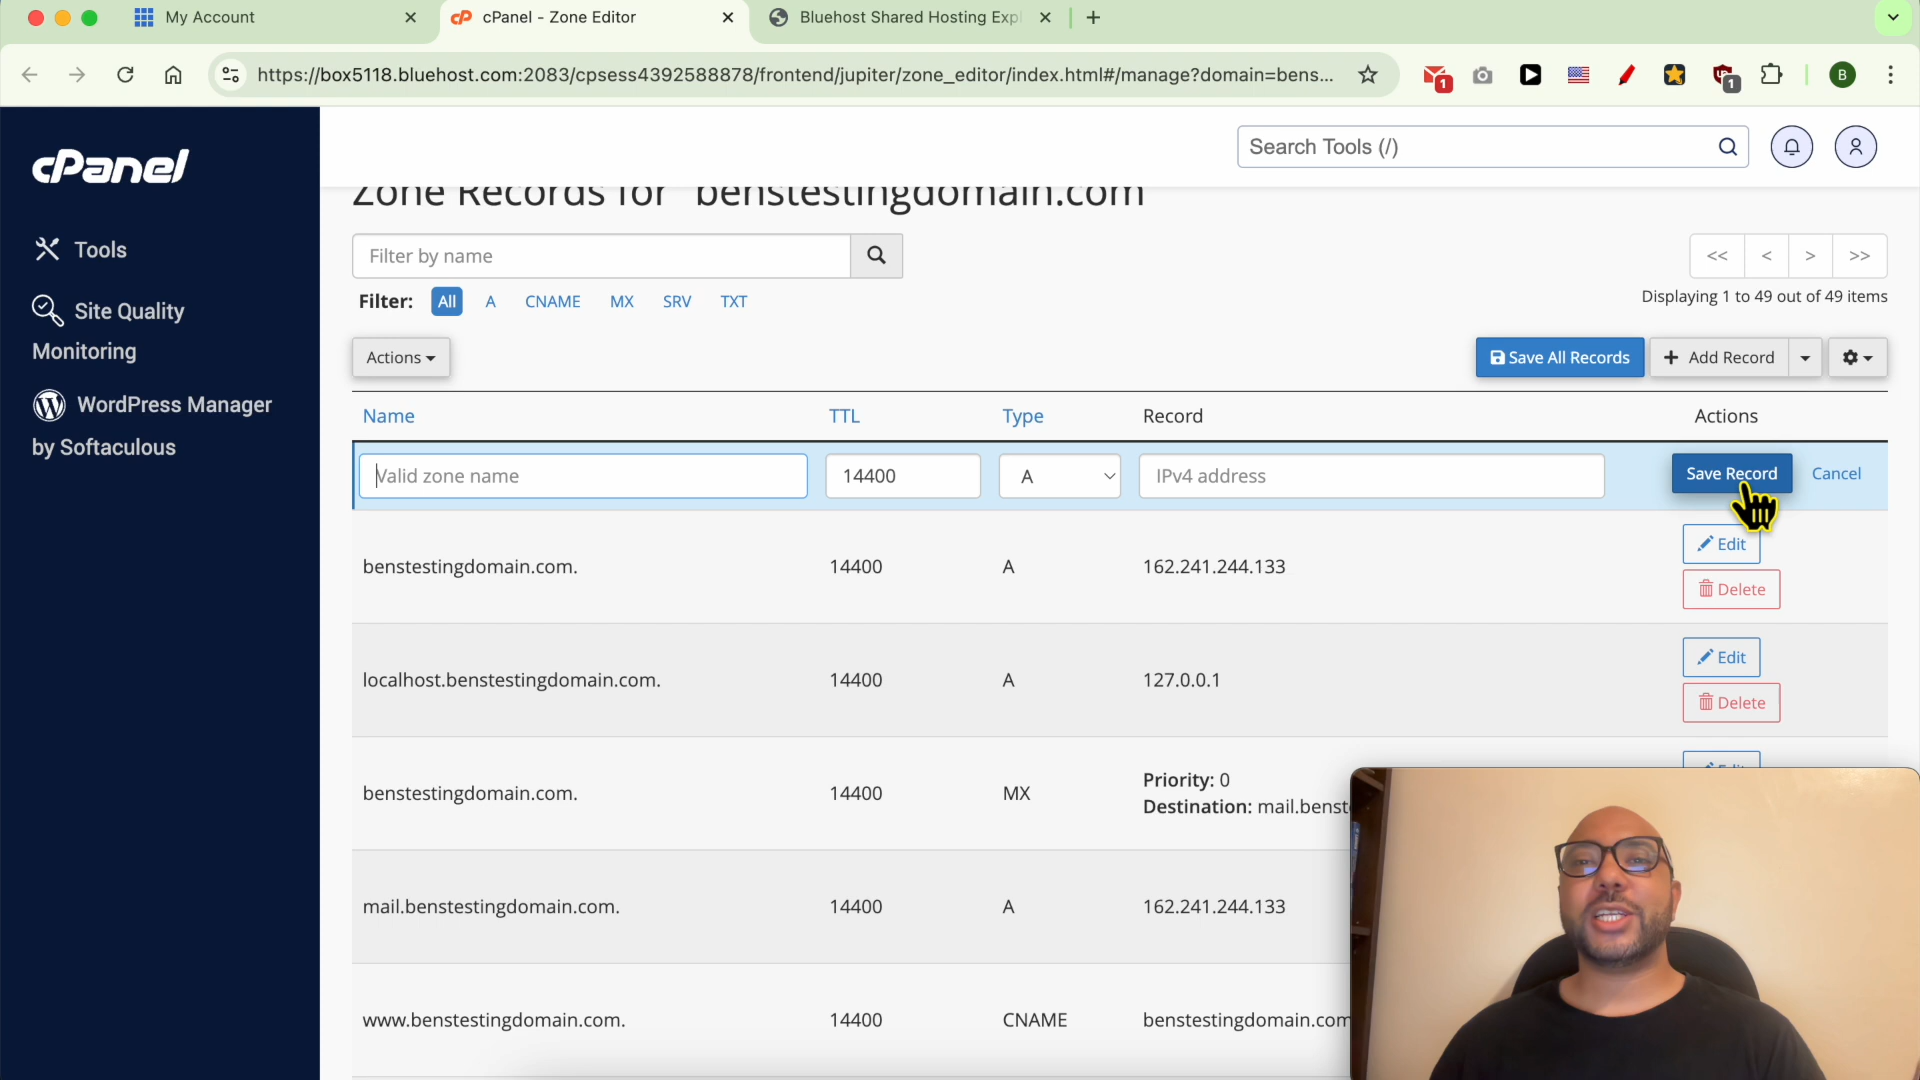 My Account
cPanel - Zone Editor
Bluehost Shared Hosting Expl
https://box5118.bluehost.com:2083/cpsess4392588878/frontend/jupiter/zone_editor/index.html#/manage?domain=bens...
1
1
B
cPanel
Search Tools (/)
Zone Records for "benstestingdomain.com"
Tools
Filter by name
<< < > >>
Displaying 1 to 49 out of 49 items
Filter: All A CNAME MX SRV TXT
Site Quality
Monitoring
Actions
Save All Records
+ Add Record
WordPress Manager
by Softaculous
Name TTL Type Record Actions
Valid zone name 14400 A IPv4 address Save Record Cancel
benstestingdomain.com. 14400 A 162.241.244.133 Edit
Delete
localhost.benstestingdomain.com. 14400 A 127.0.0.1 Edit
Delete
benstestingdomain.com. 14400 MX Priority: 0
Destination: mail.benst
mail.benstestingdomain.com. 14400 A 162.241.244.133
www.benstestingdomain.com. 14400 CNAME benstestingdomain.com